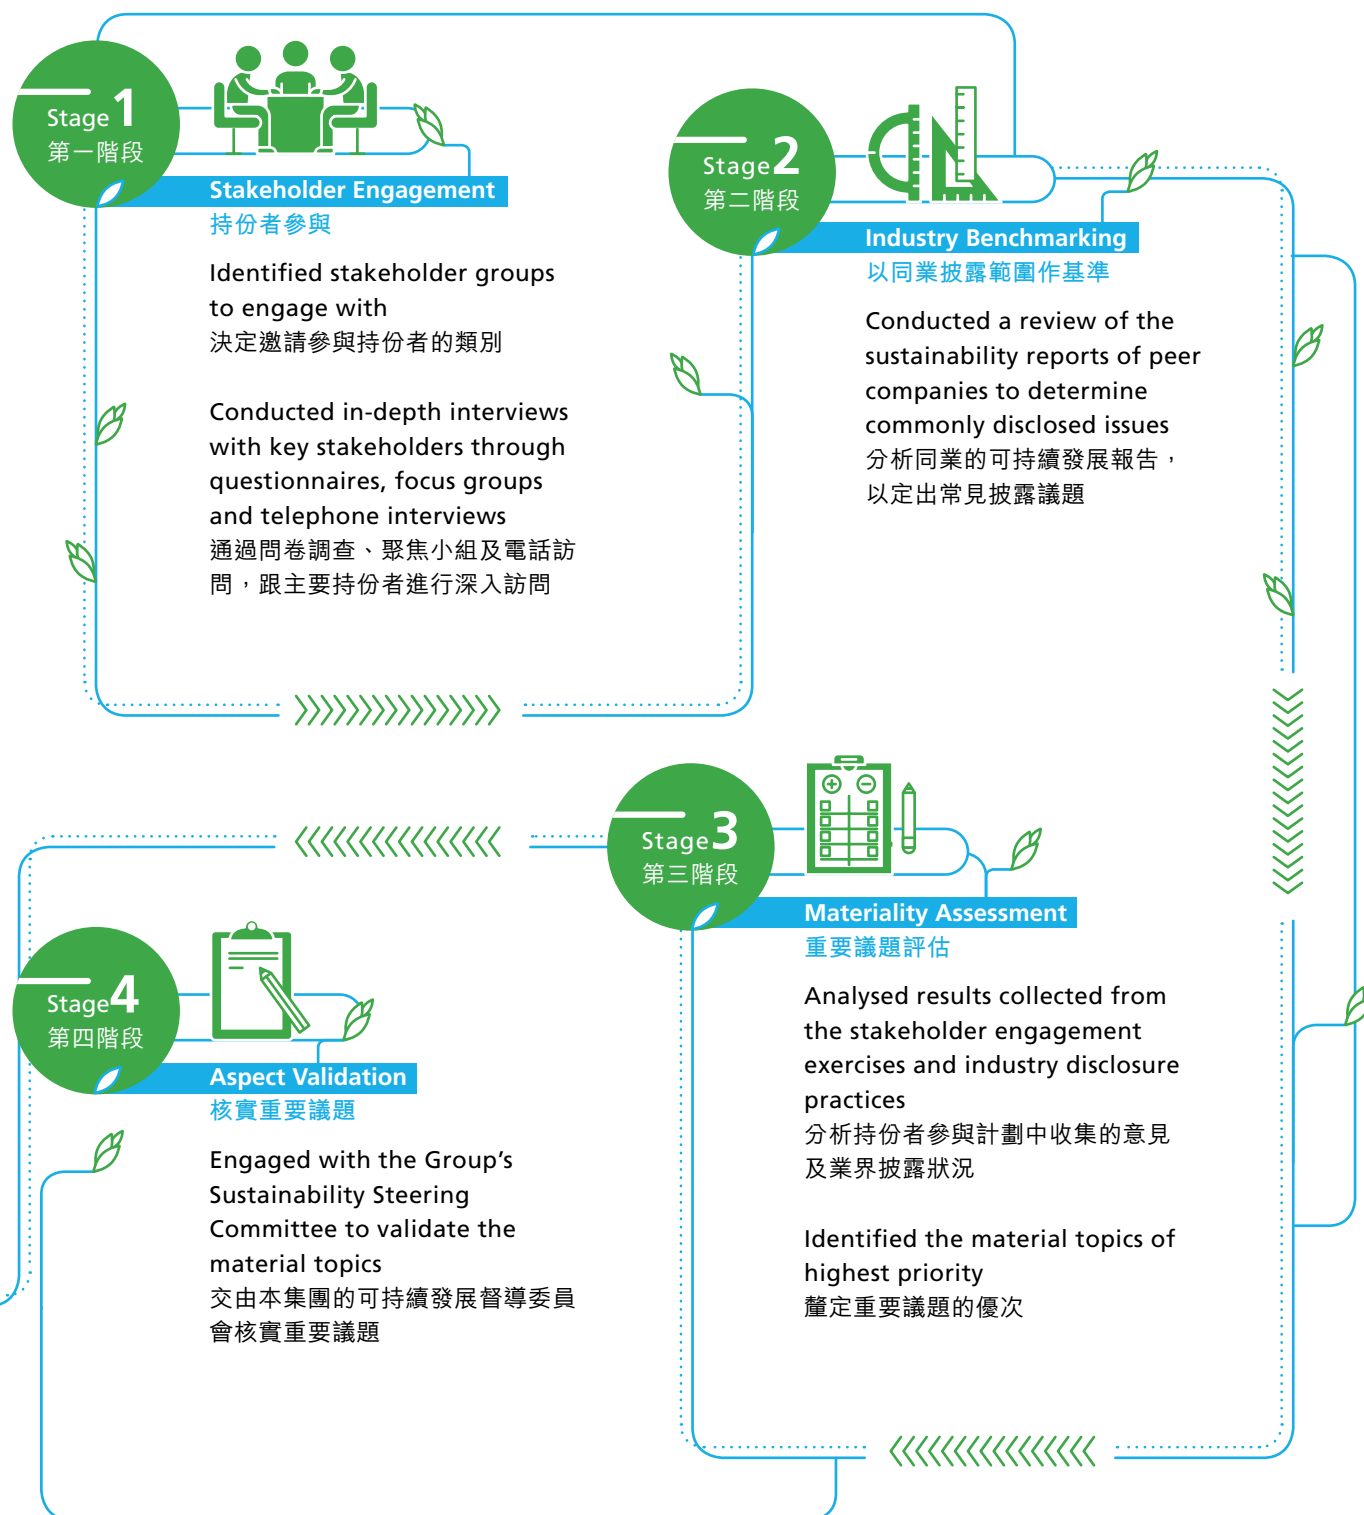 Stage 1
第一階段
Stakeholder Engagement
持份者參與
Identified stakeholder groups
to engage with
決定邀請參與持份者的類別
Conducted in-depth interviews
with key stakeholders through
questionnaires, focus groups
and telephone interviews
通過問卷調查、聚焦小組及電話訪
問，跟主要持份者進行深入訪問
Stage 2
第二階段
Industry Benchmarking
以同業披露範圍作基準
Conducted a review of the
sustainability reports of peer
companies to determine
commonly disclosed issues
分析同業的可持續發展報告，
以定出常見披露議題
Stage 3
第三階段
Materiality Assessment
重要議題評估
Analysed results collected from
the stakeholder engagement
exercises and industry disclosure
practices
分析持份者參與計劃中收集的意見
及業界披露狀況
Identified the material topics of
highest priority
釐定重要議題的優次
Stage 4
第四階段
Aspect Validation
核實重要議題
Engaged with the Group’s
Sustainability Steering
Committee to validate the
material topics
交由本集團的可持續發展督導委員
會核實重要議題